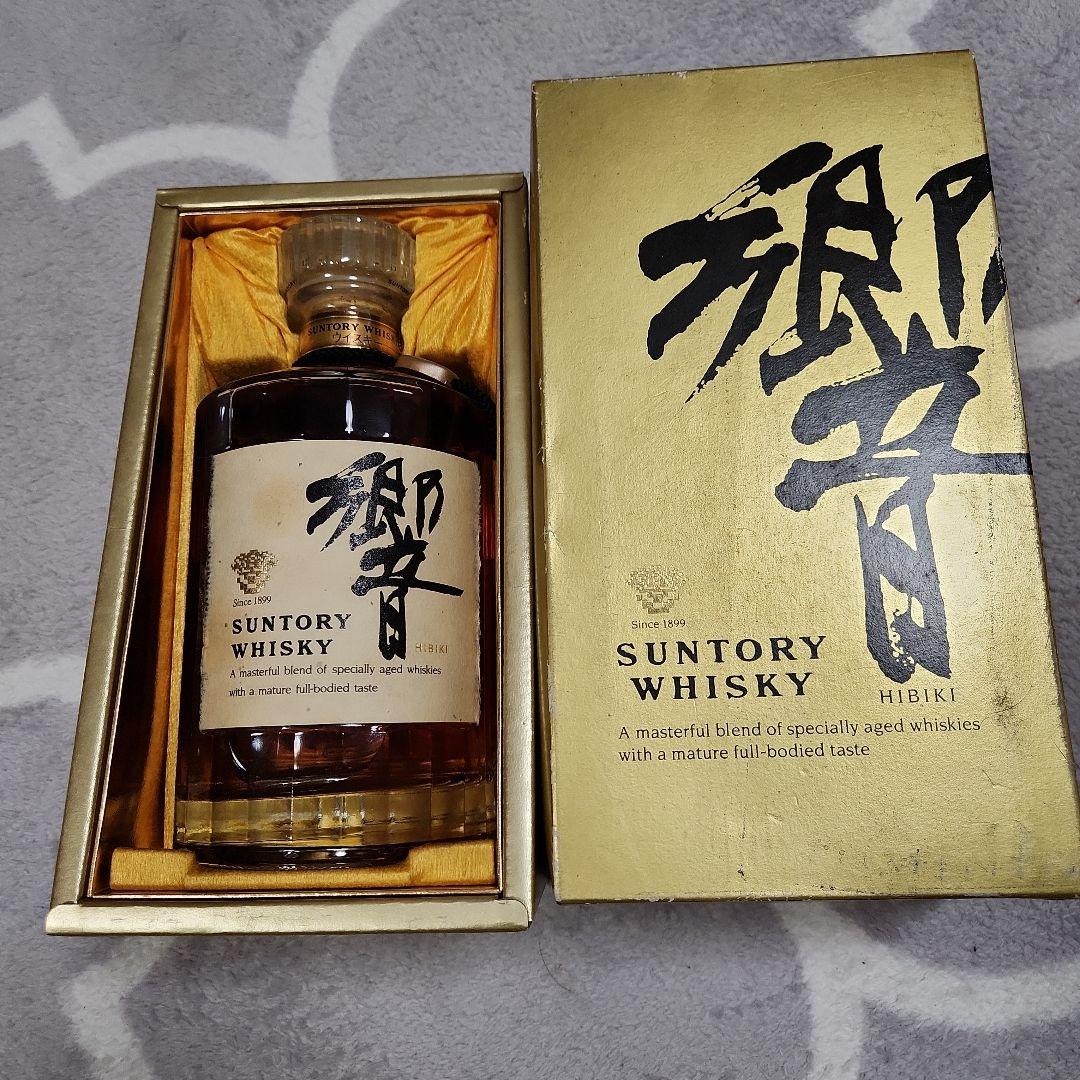 SUNTORY WHISKY
ウイスキー
響
Since 1899
SUNTORY
WHISKY
HIBIKI
A masterful blend of specially aged whiskies
with a mature full-bodied taste
響
Since 1899
SUNTORY
WHISKY
HIBIKI
A masterful blend of specially aged whiskies
with a mature full-bodied taste